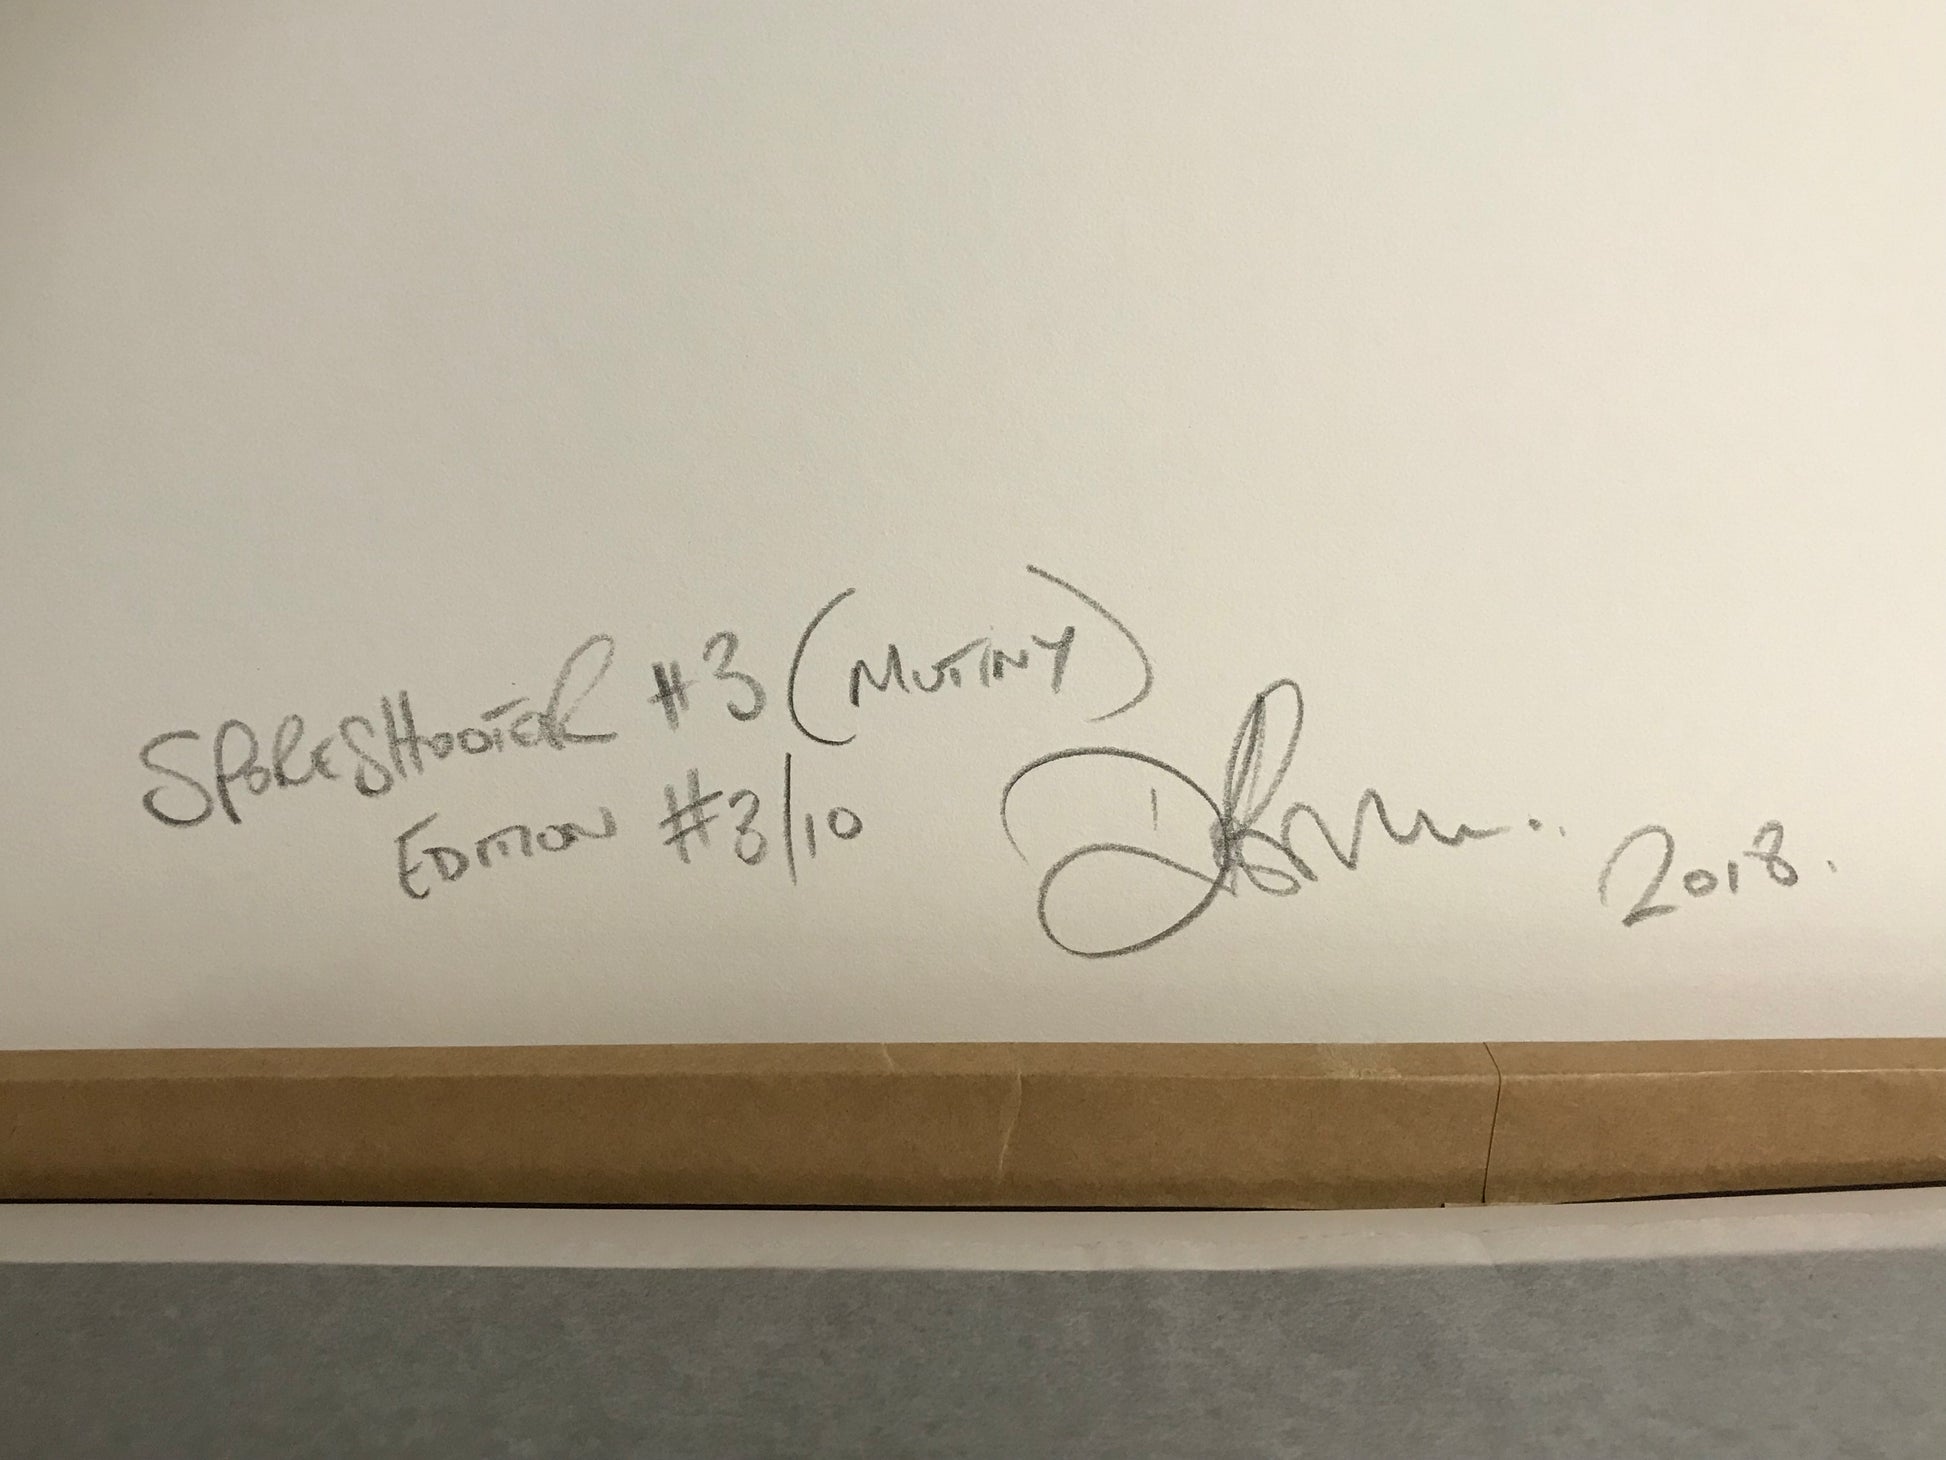 SPORESHOOTER #3 (MUTINY)
EDITION #3/10
2018.